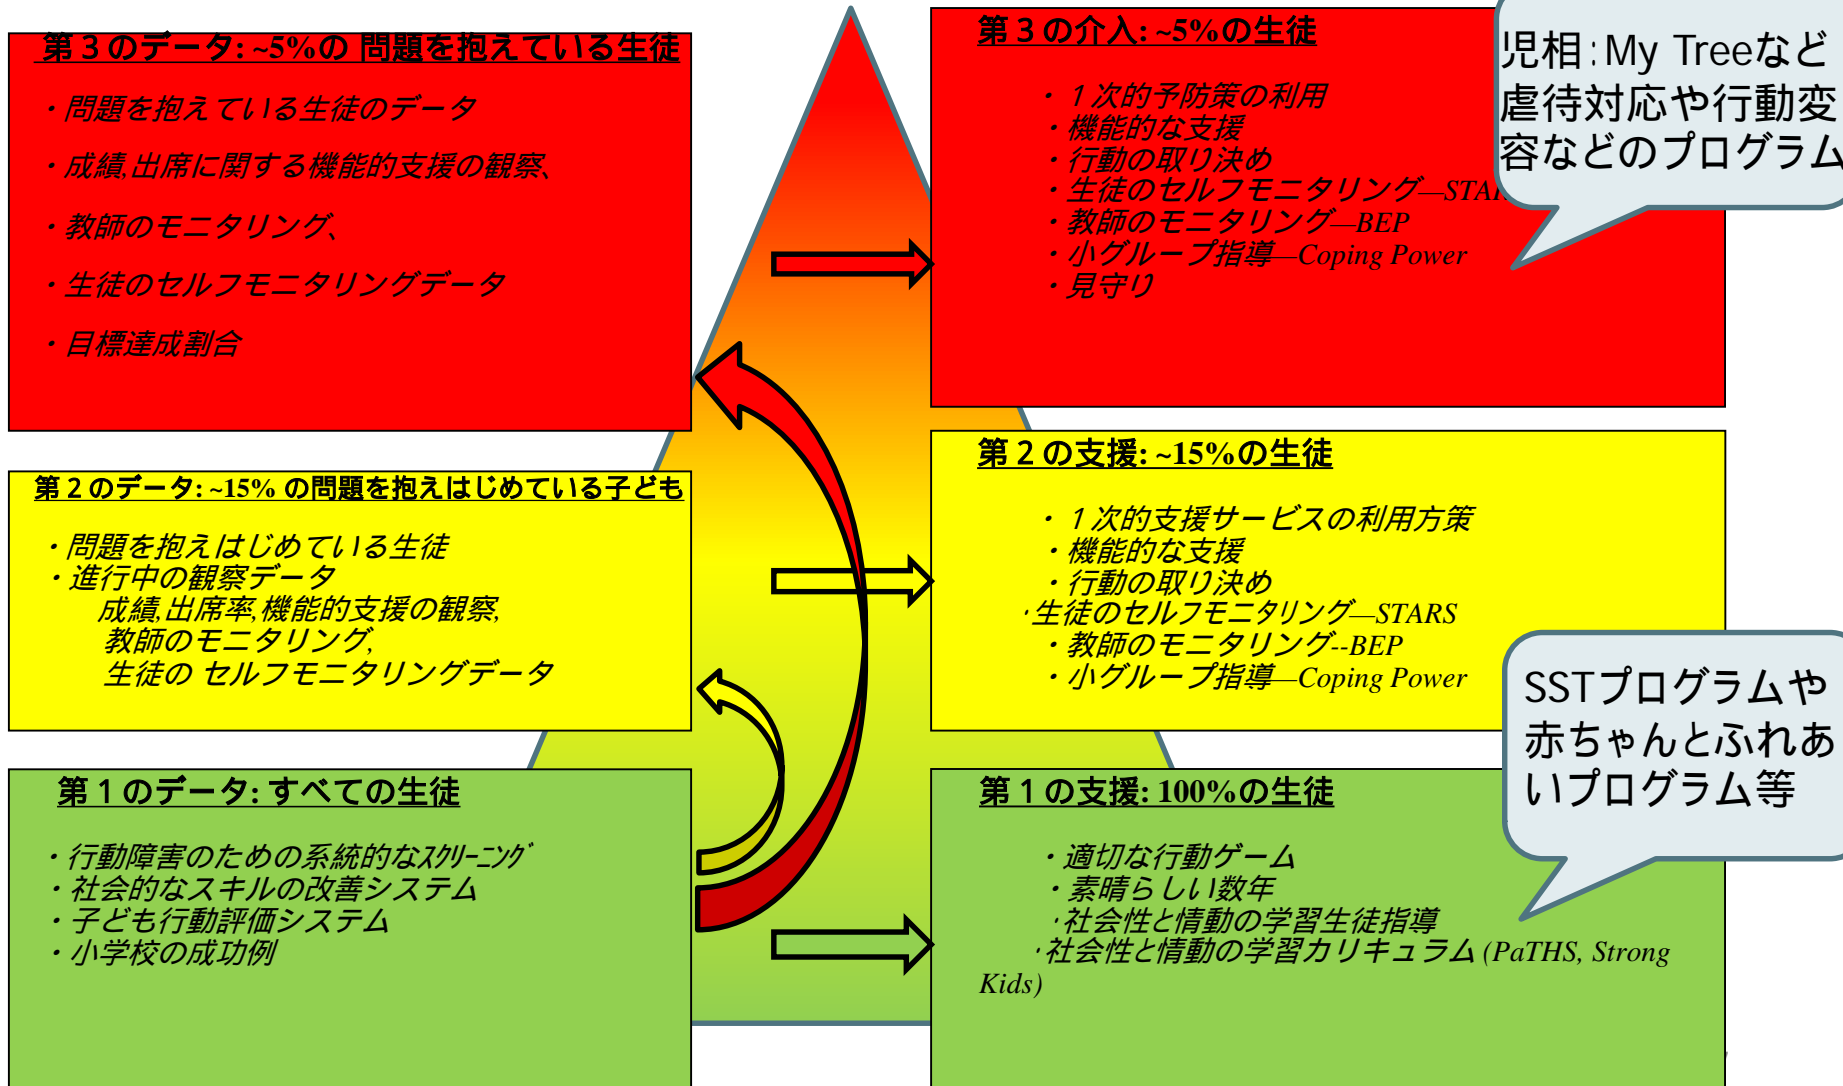 第３のデータ: ~5%の 問題を抱えている生徒
・問題を抱えている生徒のデータ
・成績,出席に関する機能的支援の観察、
・教師のモニタリング、
・生徒のセルフモニタリングデータ
・目標達成割合
第３の介入: ~5%の生徒
・１次的予防策の利用
・機能的な支援
・行動の取り決め
・生徒のセルフモニタリング—STAR
・教師のモニタリング—BEP
・小グループ指導—Coping Power
・見守り
児相：My Treeなど
虐待対応や行動変
容などのプログラム
第２のデータ: ~15% の問題を抱えはじめている子ども
・問題を抱えはじめている生徒
・進行中の観察データ
成績,出席率,機能的支援の観察,
教師のモニタリング,
生徒の セルフモニタリングデータ
第２の支援: ~15%の生徒
・１次的支援サービスの利用方策
・機能的な支援
・行動の取り決め
・生徒のセルフモニタリング—STARS
・教師のモニタリング--BEP
・小グループ指導—Coping Power
SSTプログラムや
赤ちゃんとふれあ
いプログラム等
第１のデータ: すべての生徒
・行動障害のための系統的なｽｸﾘｰﾆﾝｸﾞ
・社会的なスキルの改善システム
・子ども行動評価システム
・小学校の成功例
第１の支援: 100%の生徒
・適切な行動ゲーム
・素晴らしい数年
・社会性と情動の学習生徒指導
・社会性と情動の学習カリキュラム (PaTHS, Strong
Kids)